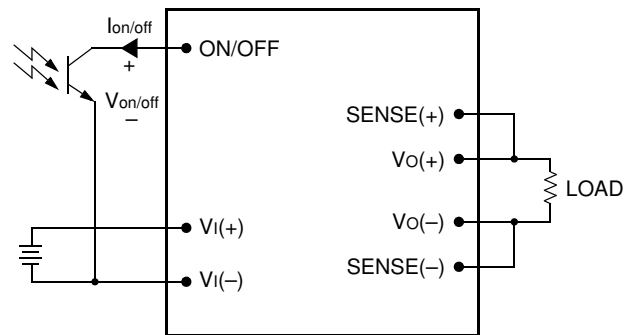 Ion/off
+
ON/OFF
Von/off
–
SENSE(+)
VO(+)
LOAD
VI(+)
VO(–)
VI(–)
SENSE(–)